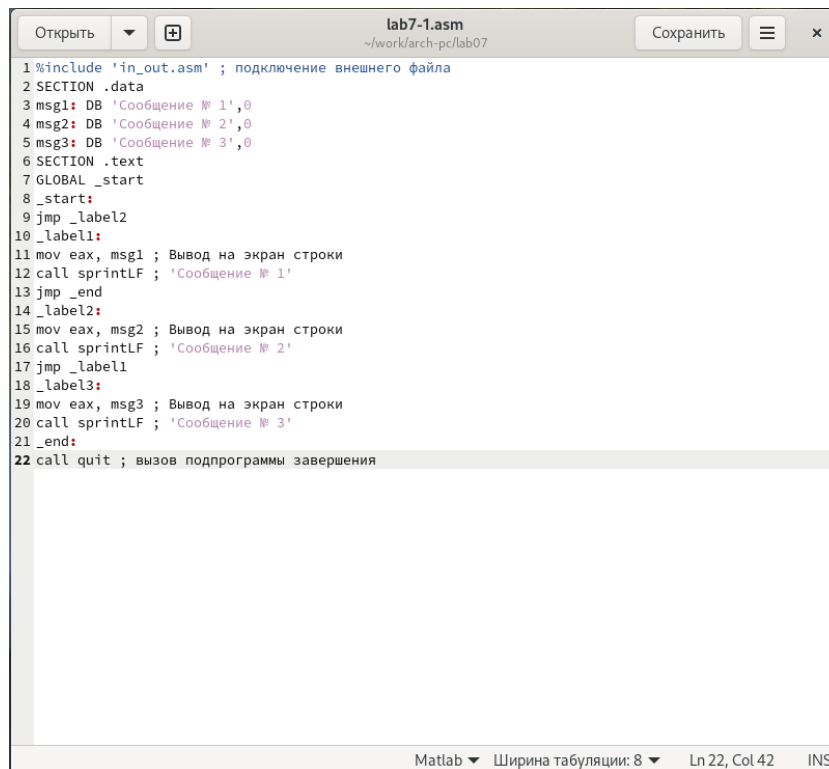 Открыть
lab7-1.asm
~/work/arch-pc/lab07
Сохранить
1 %include 'in_out.asm' ; подключение внешнего файла
2 SECTION .data
3 msg1: DB 'Сообщение № 1',0
4 msg2: DB 'Сообщение № 2',0
5 msg3: DB 'Сообщение № 3',0
6 SECTION .text
7 GLOBAL _start
8 _start:
9 jmp _label2
10 _label1:
11 mov eax, msg1 ; Вывод на экран строки
12 call sprintLF ; 'Сообщение № 1'
13 jmp _end
14 _label2:
15 mov eax, msg2 ; Вывод на экран строки
16 call sprintLF ; 'Сообщение № 2'
17 jmp _label1
18 _label3:
19 mov eax, msg3 ; Вывод на экран строки
20 call sprintLF ; 'Сообщение № 3'
21 _end:
22 call quit ; вызов подпрограммы завершения
Matlab Ширина табуляции: 8 Ln 22, Col 42 INS